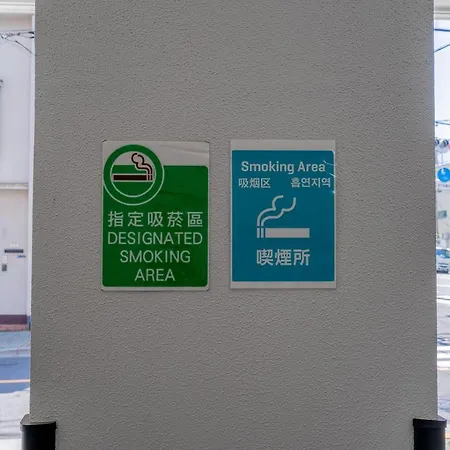 指定吸菸區
DESIGNATED
SMOKING
AREA
Smoking Area
吸烟区 흡연지역
喫煙所